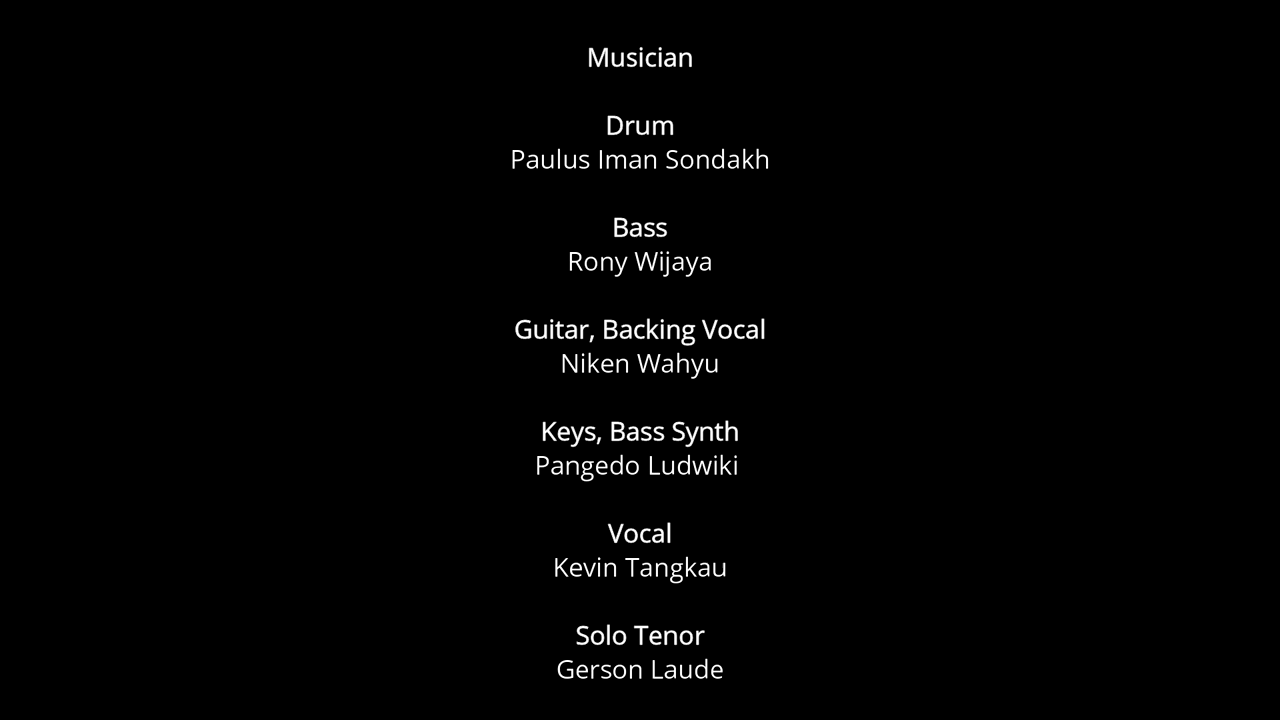 Musician
Drum
Paulus Iman Sondakh
Bass
Rony Wijaya
Guitar, Backing Vocal
Niken Wahyu
Keys, Bass Synth
Pangedo Ludwiki
Vocal
Kevin Tangkau
Solo Tenor
Gerson Laude